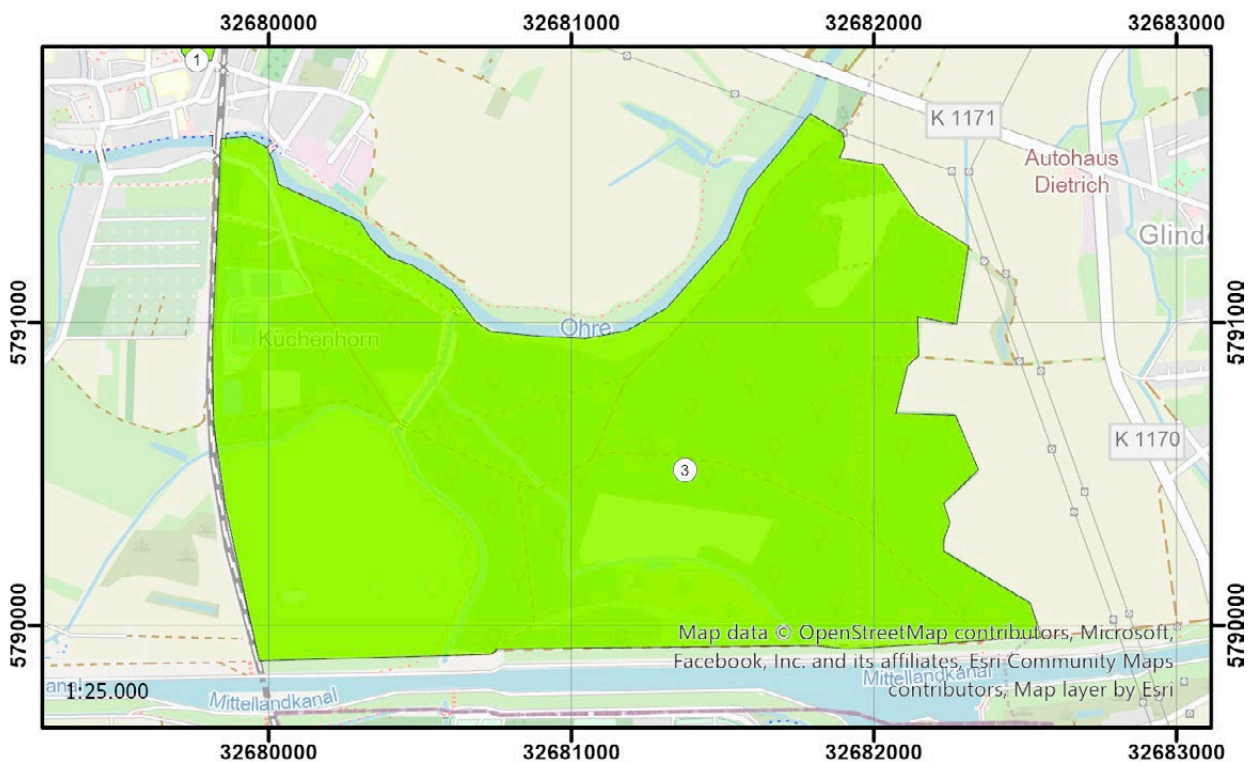 32680000
32681000
32682000
32683000
1
K 1171
Autohaus
Dietrich
Glinde
5791000
5791000
Ohre
Küchenhorn
K 1170
3
5790000
5790000
Map data © OpenStreetMap contributors, Microsoft,
Facebook, Inc. and its affiliates, Esri Community Maps
contributors, Map layer by Esri
1:25.000
anal
Mittellandkanal
Mittellandkanal
32680000
32681000
32682000
32683000